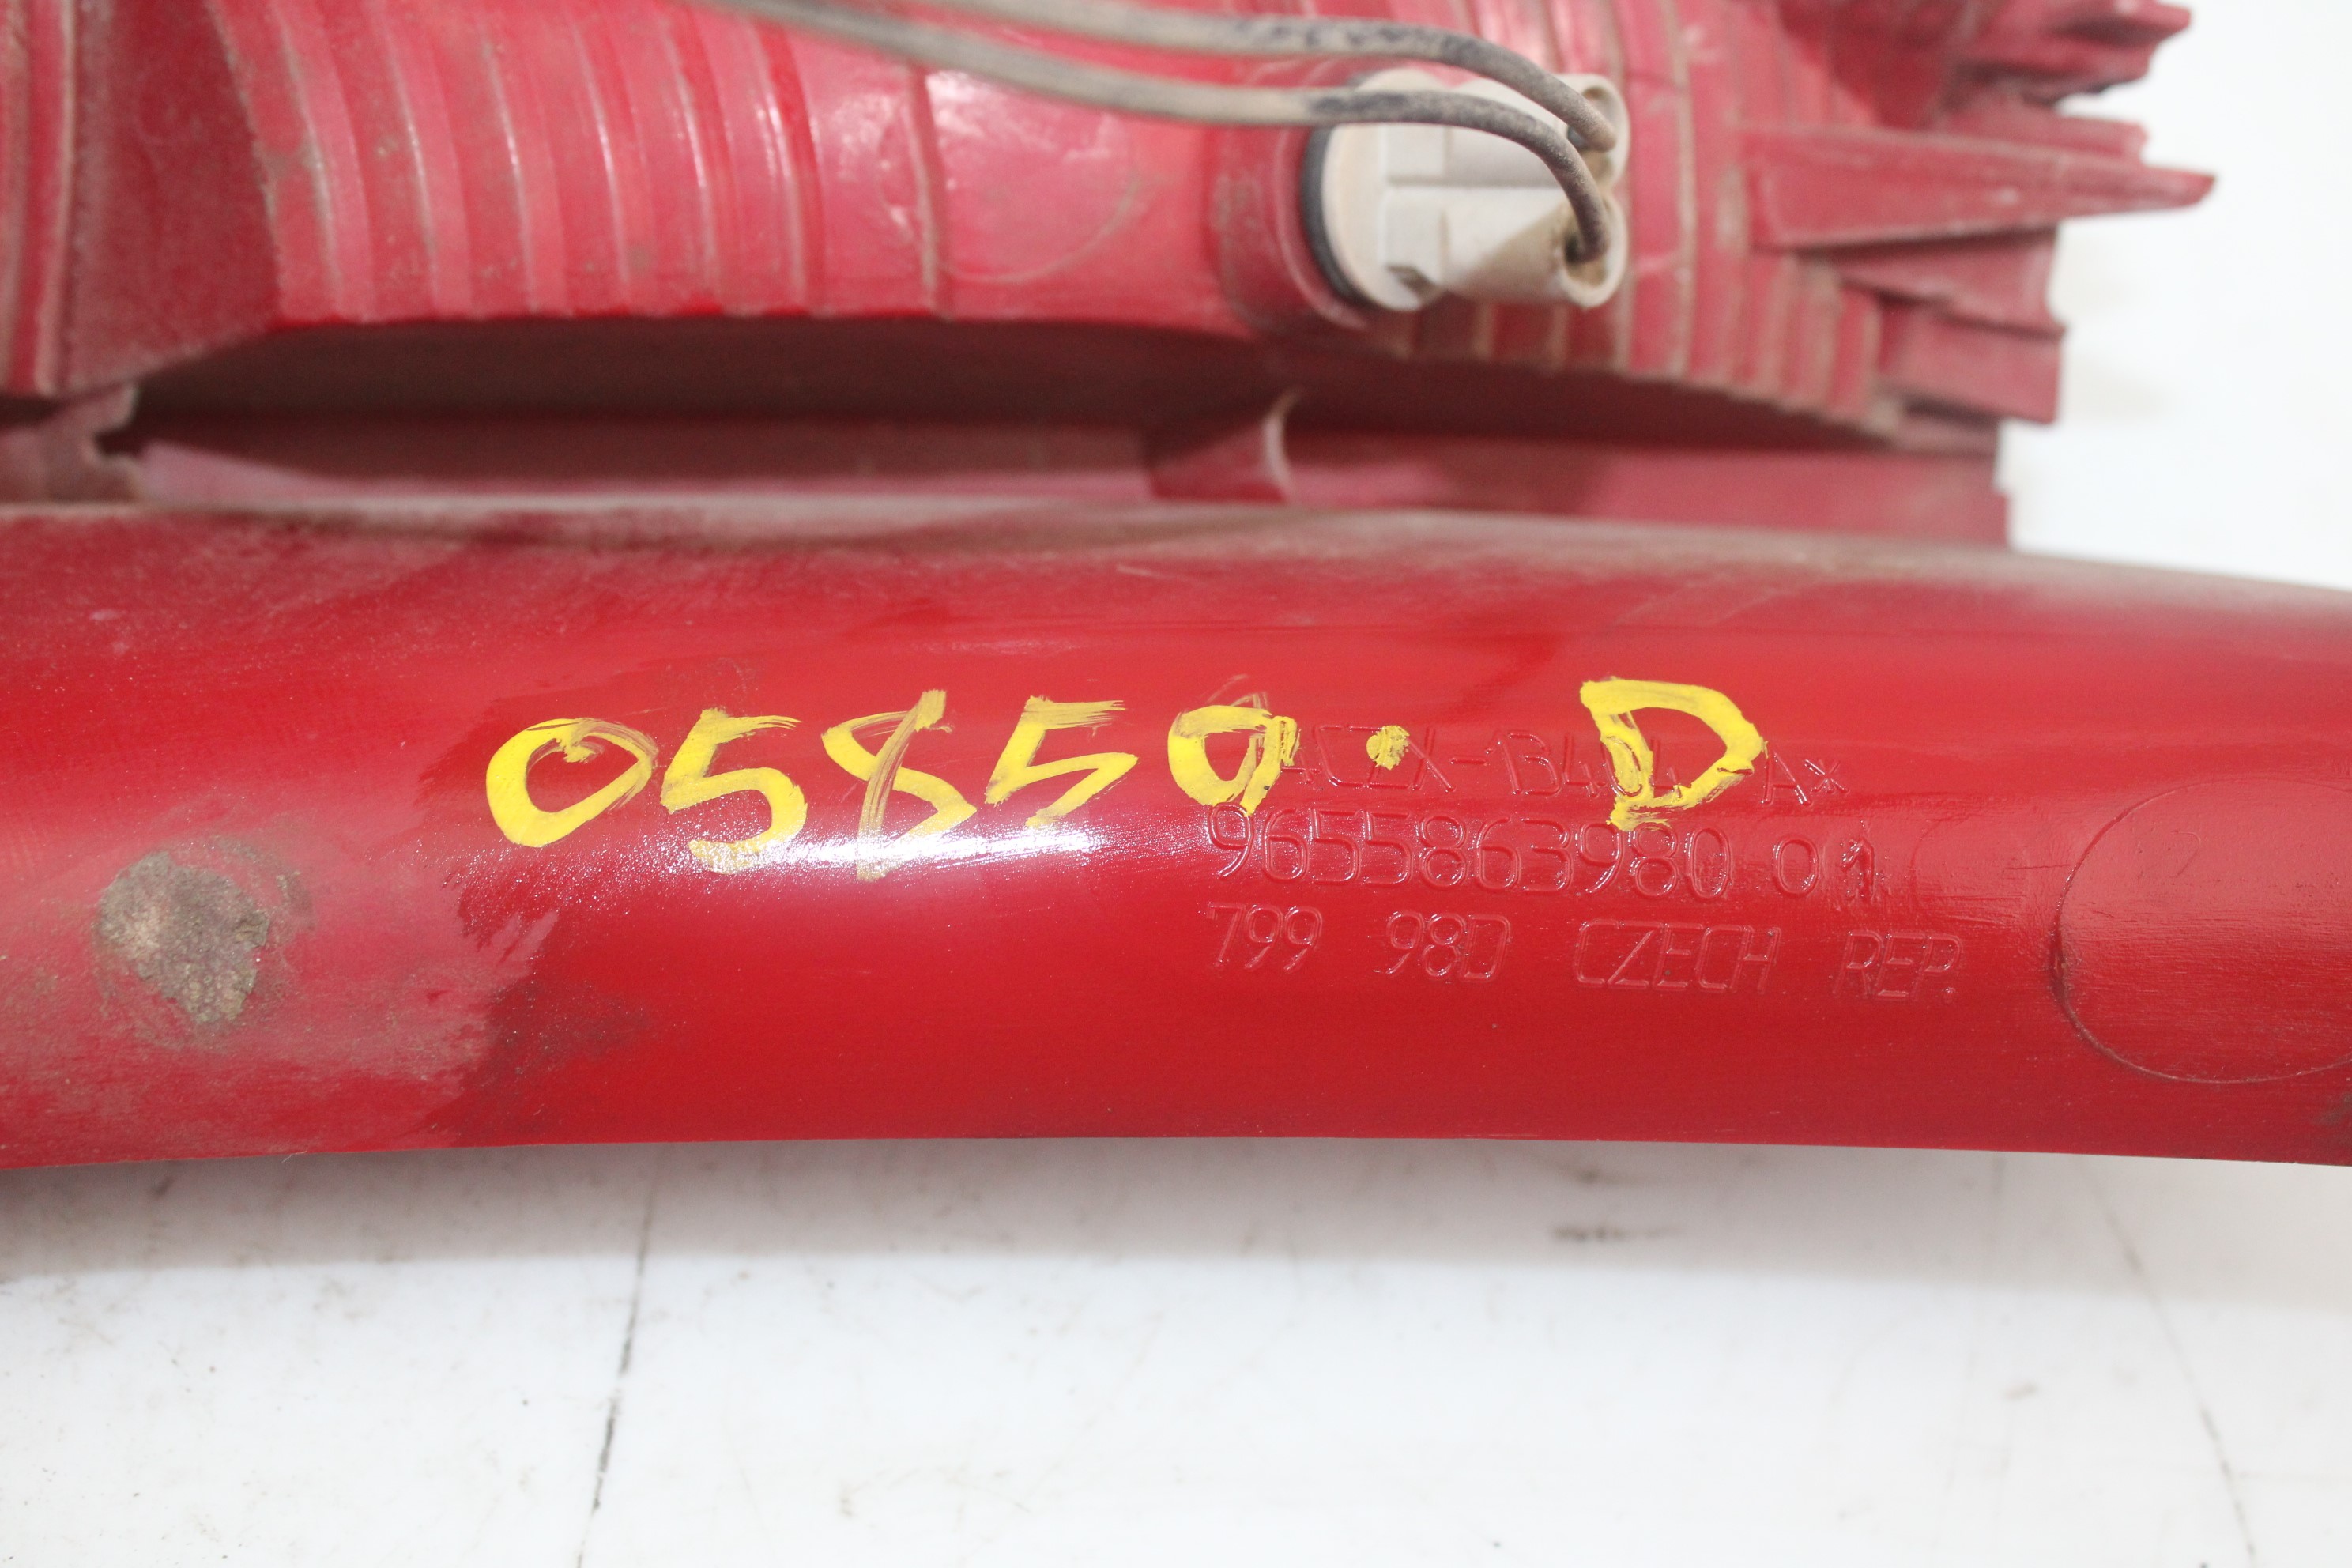 05850. D
9655863980 01
799 98D CZECH REP.